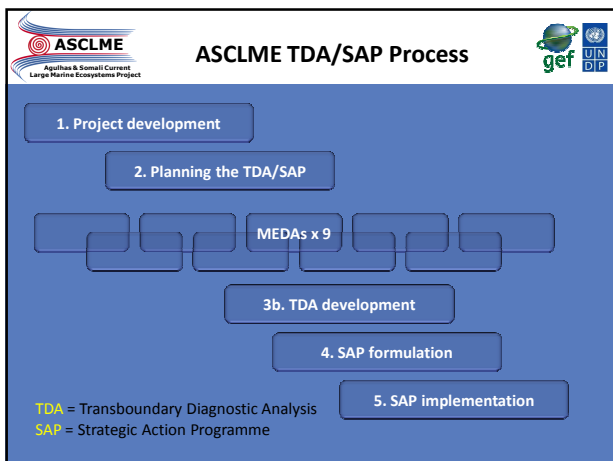 ASCLME
Agulhas & Somali Current
Large Marine Ecosystems Project
ASCLME TDA/SAP Process
gef
U N
D P
1. Project development
2. Planning the TDA/SAP
MEDAs x 9
3b. TDA development
4. SAP formulation
5. SAP implementation
TDA = Transboundary Diagnostic Analysis
SAP = Strategic Action Programme